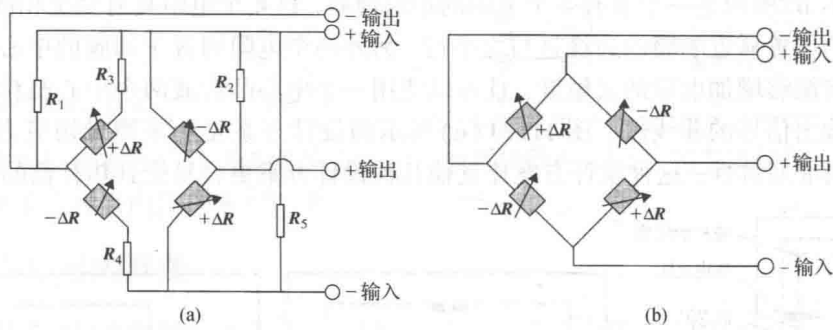 − 输出
+ 输入
R₁
R₃
R₂
+ΔR
−ΔR
− 输出
−ΔR
+ΔR
R₅
R₄
− 输入
(a)
− 输出
+ 输入
+ΔR
−ΔR
+ 输出
−ΔR
+ΔR
− 输入
(b)